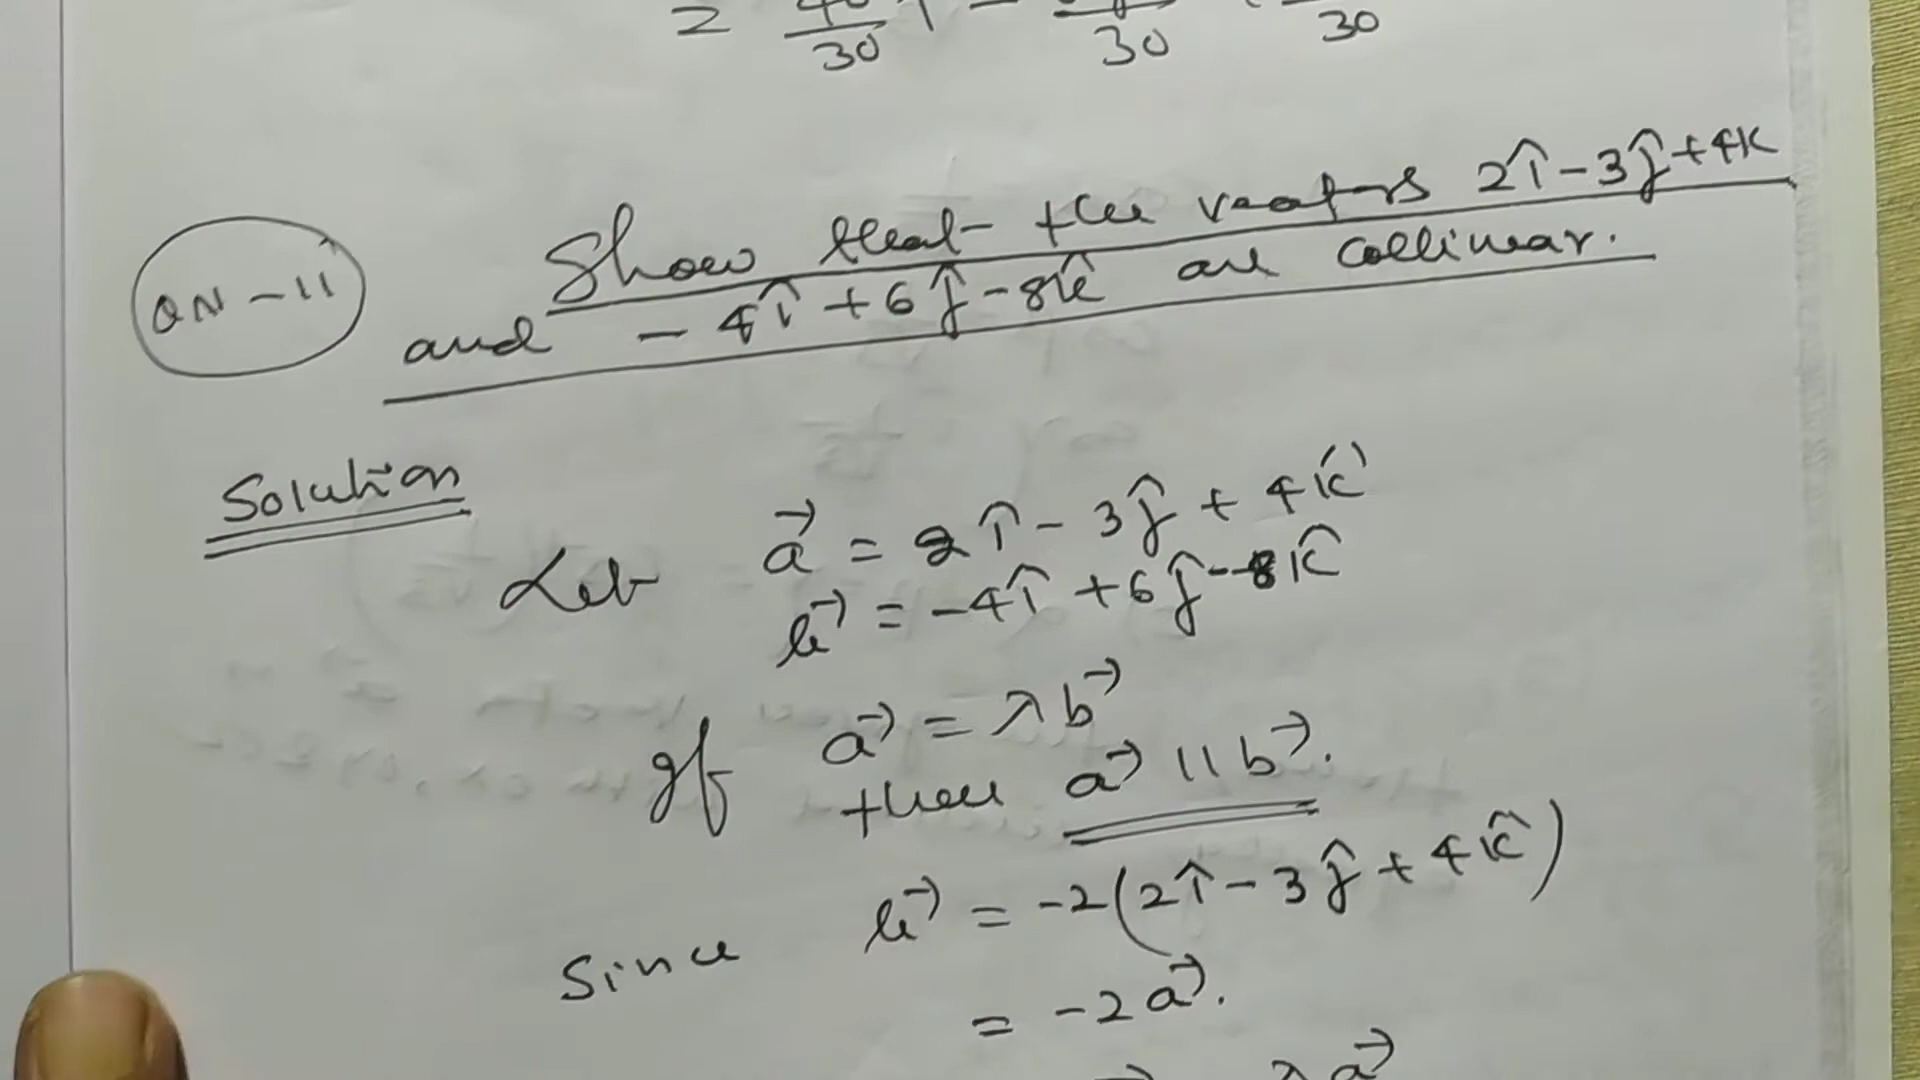 = 30 - 30 30
QN-11 Show that the vectors 2î-3ĵ+4k
and -4î+6ĵ-8k̂ are collinear.
Solution
Let a⃗ = 2î-3ĵ+4k̂
b⃗ = -4î+6ĵ-8k̂
If a⃗ = λb⃗
then a⃗ || b⃗.
Since b⃗ = -2(2î-3ĵ+4k̂)
= -2a⃗.
λa⃗